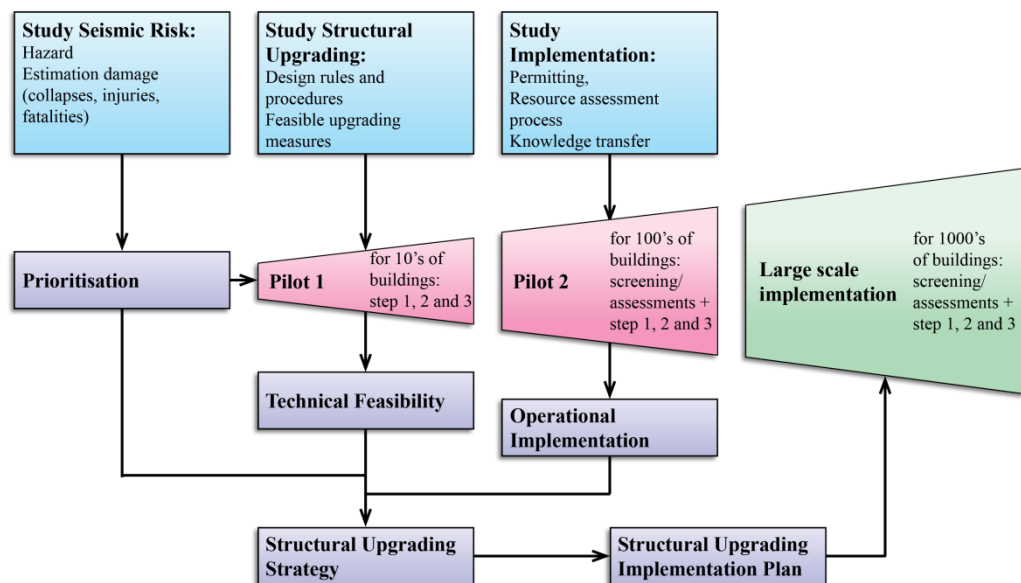 Study Seismic Risk:
Hazard
Estimation damage
(collapses, injuries,
fatalities)
Study Structural
Upgrading:
Design rules and
procedures
Feasible upgrading
measures
Study
Implementation:
Permitting,
Resource assessment
process
Knowledge transfer
Prioritisation
Pilot 1
for 10's of
buildings:
step 1, 2 and 3
Pilot 2
for 100's of
buildings:
screening/
assessments +
step 1, 2 and 3
Large scale
implementation
for 1000's
of buildings:
screening/
assessments +
step 1, 2 and 3
Technical Feasibility
Operational
Implementation
Structural Upgrading
Strategy
Structural Upgrading
Implementation Plan